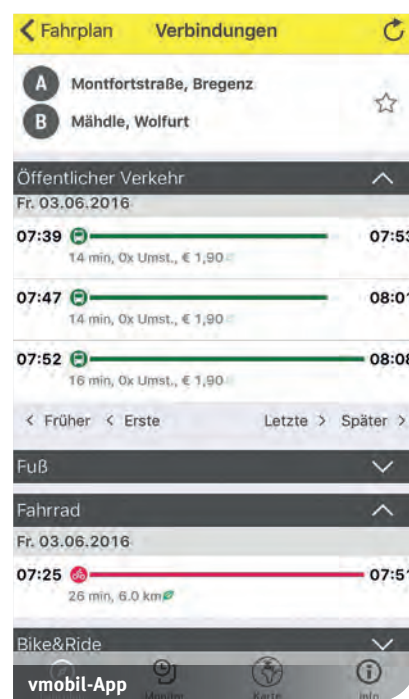 Fahrplan Verbindungen
A Montfortstraße, Bregenz
B Mähdle, Wolfurt
Öffentlicher Verkehr
Fr. 03.06.2016
07:39 07:53
14 min, 0x Umst., € 1,90
07:47 08:01
14 min, 0x Umst., € 1,90
07:52 08:08
16 min, 0x Umst., € 1,90
< Früher < Erste Letzte > Später >
Fuß
Fahrrad
Fr. 03.06.2016
07:25 07:51
26 min, 6.0 km
Bike&Ride
Monitor Karte Info
vmobil-App